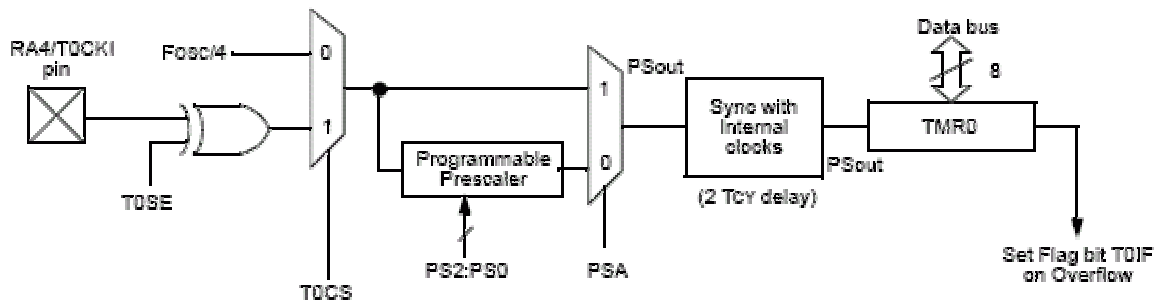 RA4/T0CKI
pin
Fosc/4
0
1
T0SE
T0CS
Programmable
Prescaler
PS2:PS0
1
0
PSA
PSout
Sync with
Internal
clocks
(2 TCY delay)
PSout
Data bus
8
TMR0
Set Flag bit T0IF
on Overflow